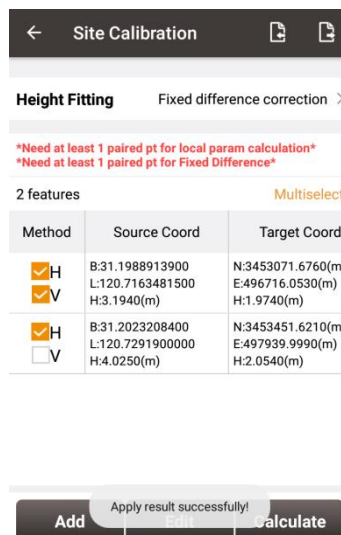 Site Calibration
Height Fitting Fixed difference correction
*Need at least 1 paired pt for local param calculation*
*Need at least 1 paired pt for Fixed Difference*
2 features Multiselect
Method Source Coord Target Coord
H
V
B:31.1988913900
L:120.7163481500
H:3.1940(m)
N:3453071.6760(m
E:496716.0530(m)
H:1.9740(m)
H
V
B:31.2023208400
L:120.7291900000
H:4.0250(m)
N:3453451.6210(m
E:497939.9990(m)
H:2.0540(m)
Apply result successfully!
Add Edit Calculate